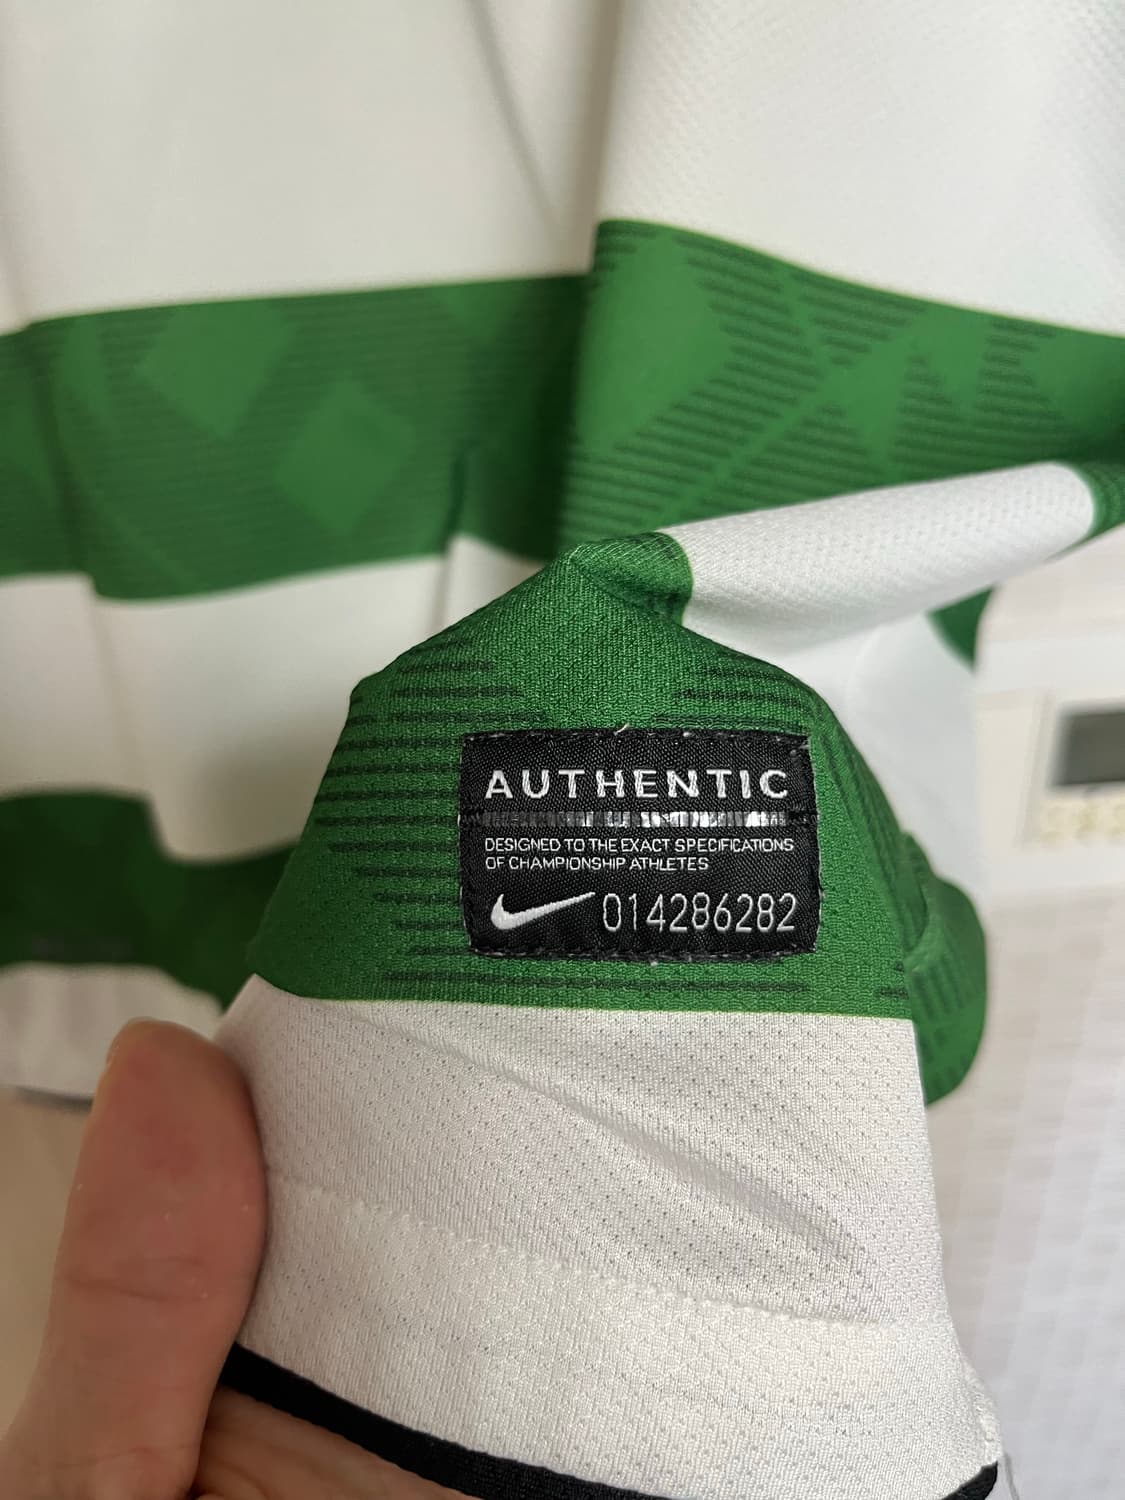 AUTHENTIC
DESIGNED TO THE EXACT SPECIFICATIONS
OF CHAMPIONSHIP ATHLETES
014286282